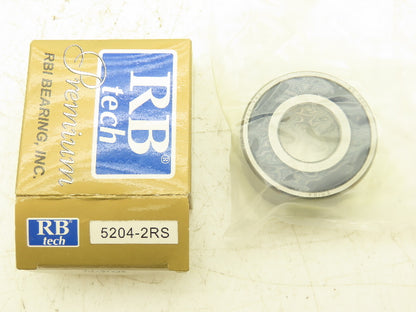 RB®
tech
Premium
RBI BEARING, INC.
RB
tech
5204-2RS